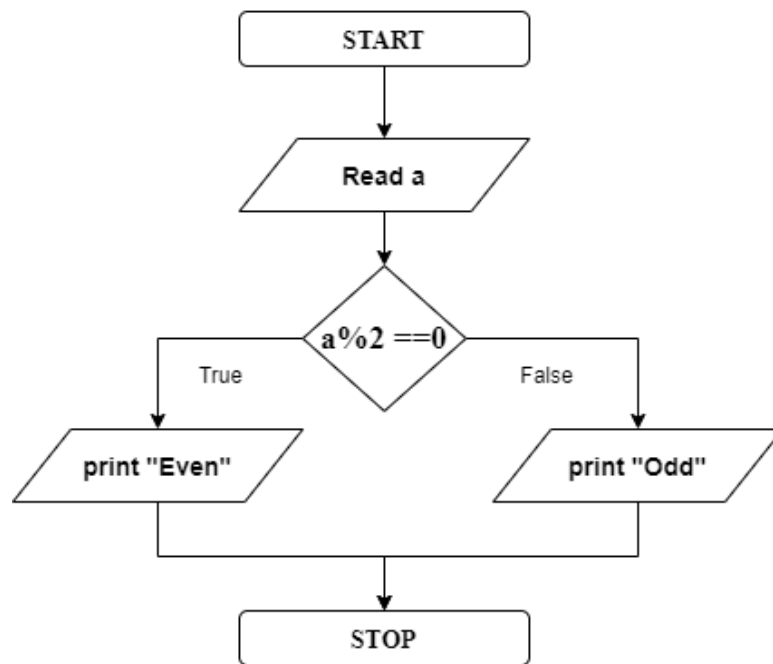 START
Read a
a%2 ==0
True
False
print "Even"
print "Odd"
STOP